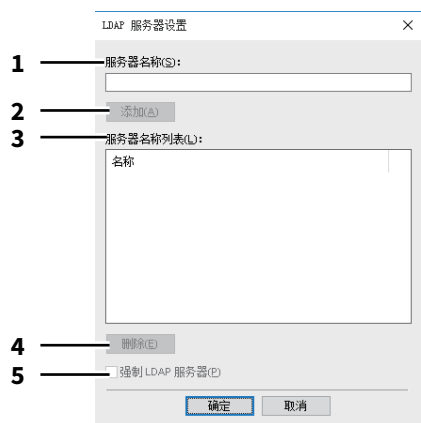 LDAP 服务器设置
1 服务器名称(S):
2 添加(A)
3 服务器名称列表(L):
名称
4 删除(E)
5 强制 LDAP 服务器(P)
确定 取消